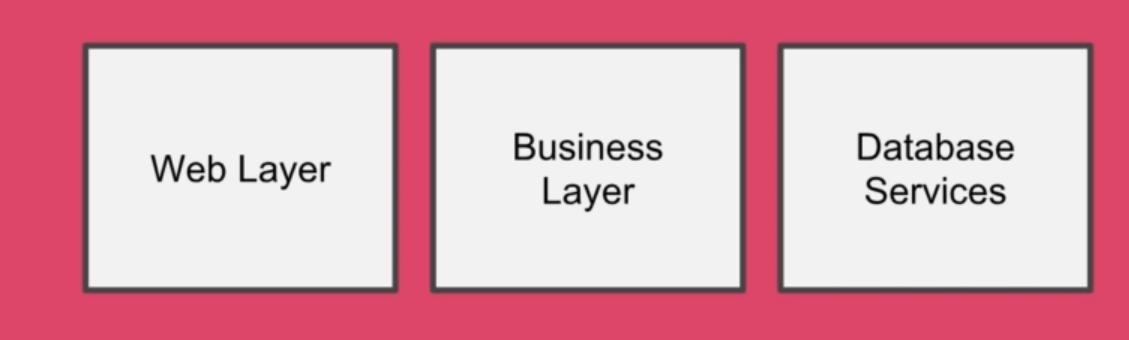 Web Layer
Business
Layer
Database
Services